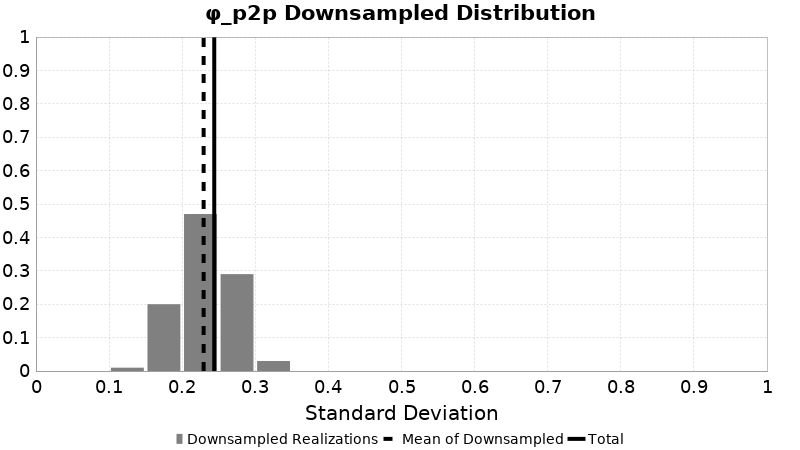 φ_p2p Downsampled Distribution
1
0.9
0.8
0.7
0.6
0.5
0.4
0.3
0.2
0.1
0
0 0.1 0.2 0.3 0.4 0.5 0.6 0.7 0.8 0.9 1
Standard Deviation
Downsampled Realizations Mean of Downsampled Total